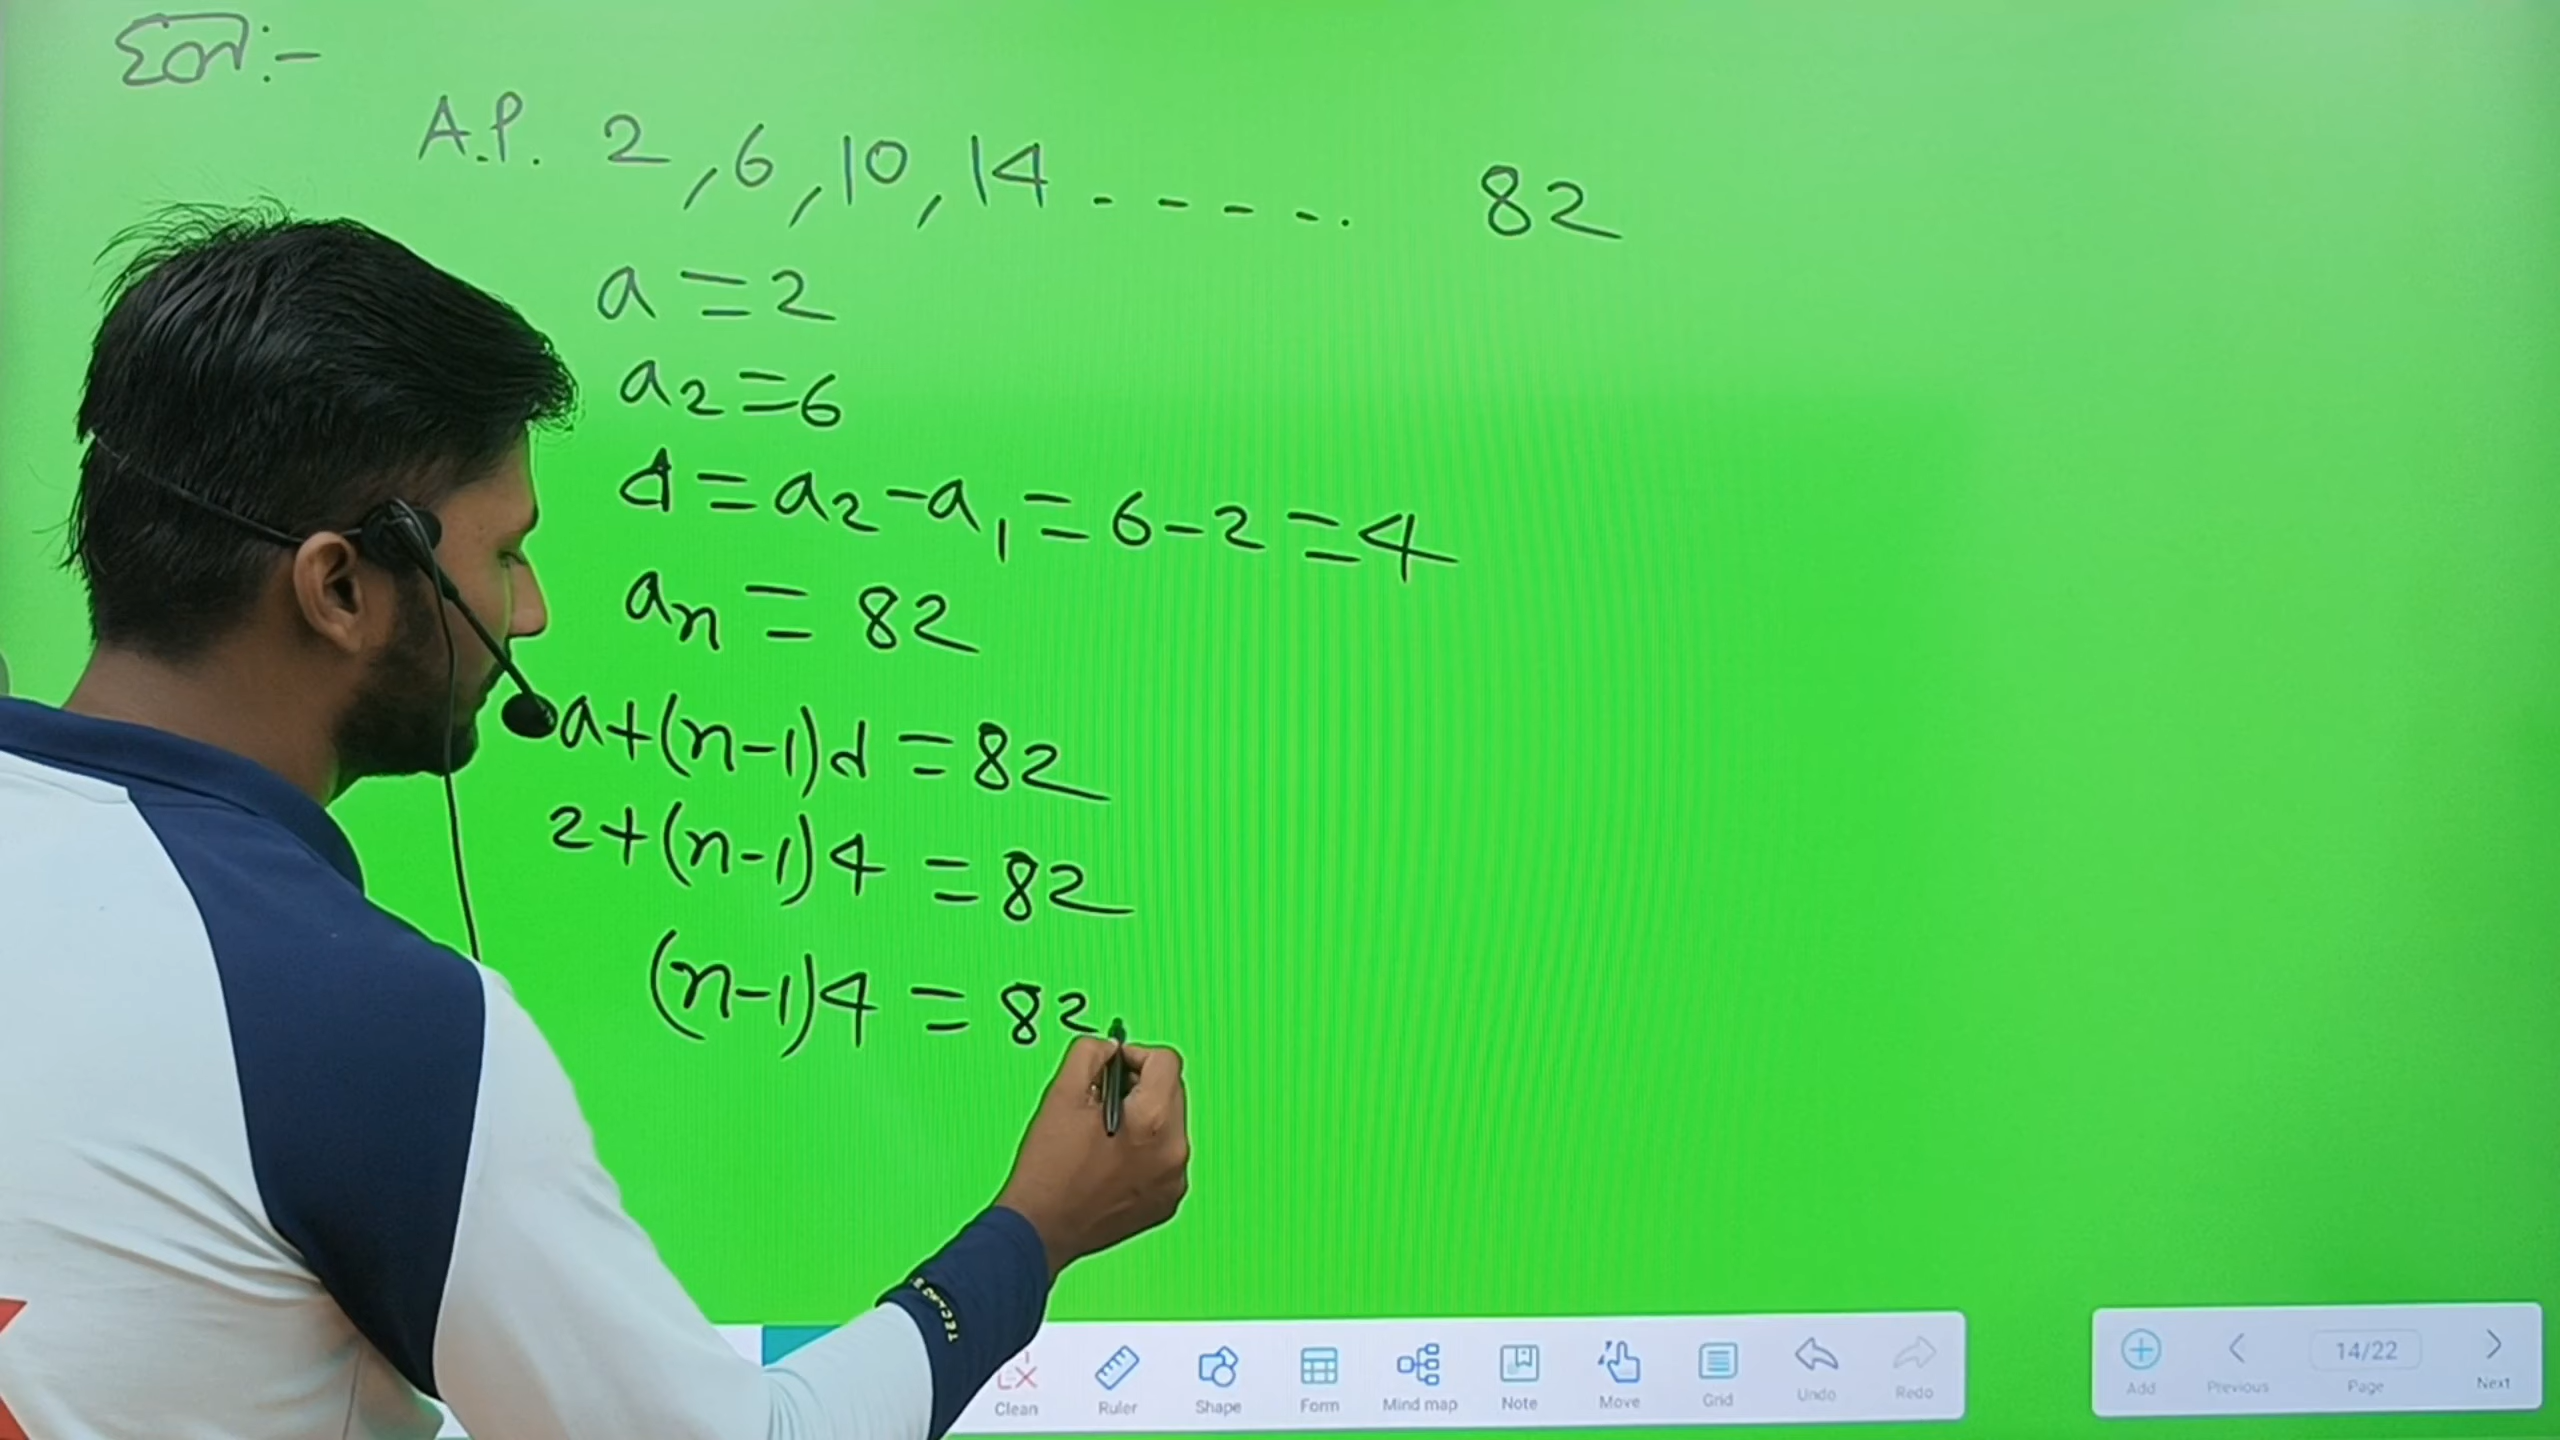 हल:-
A.P. 2, 6, 10, 14 - - - - . 82
a = 2
a2 = 6
d = a2 - a1 = 6 - 2 = 4
an = 82
a + (n-1)d = 82
2 + (n-1)4 = 82
(n-1)4 = 82
Clean Ruler Shape Form Mind map Note Move Grid Undo Redo
Add Previous 14/22 Page Next